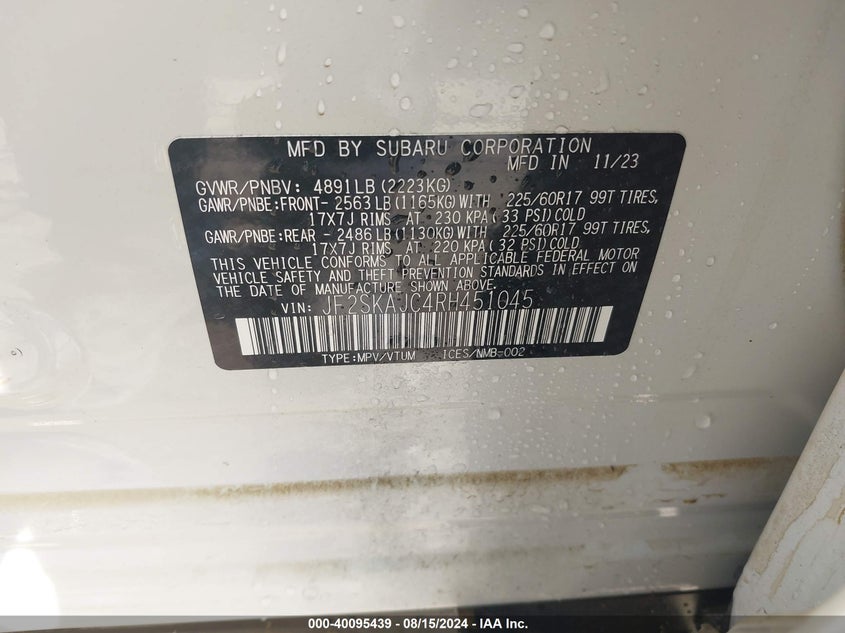 MFD BY SUBARU CORPORATION
MFD IN 11/23
GVWR/PNBV: 4891LB (2223KG)
GAWR/PNBE:FRONT- 2563LB (1165KG) WITH 225/60R17 99T TIRES,
17X7J RIMS AT 230 KPA (33 PSI) COLD
GAWR/PNBE:REAR - 2486LB (1130KG) WITH 225/60R17 99T TIRES,
17X7J RIMS AT 220 KPA (32 PSI) COLD
THIS VEHICLE CONFORMS TO ALL APPLICABLE FEDERAL MOTOR
VEHICLE SAFETY AND THEFT PREVENTION STANDARDS IN EFFECT ON
THE DATE OF MANUFACTURE SHOWN ABOVE.
VIN: JF2SKAJC4RH451045
TYPE:MPV/VTUM ICES/NMB-002
000-40095439 - 08/15/2024 - IAA Inc.